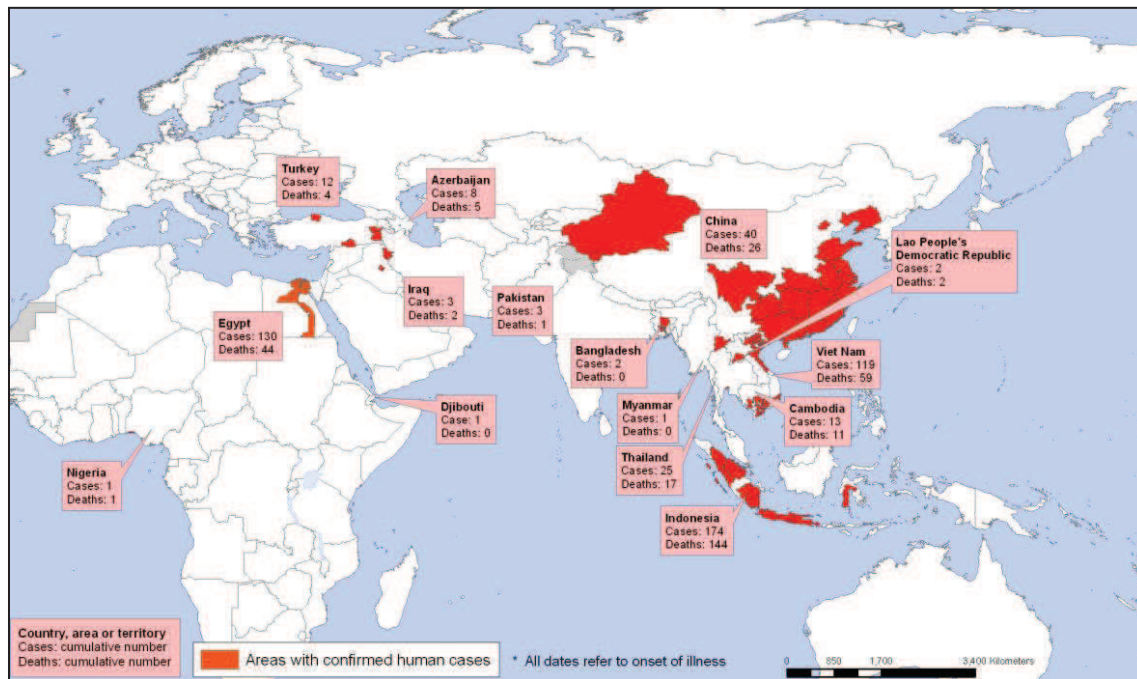 Turkey
Cases: 12
Deaths: 4
Azerbaijan
Cases: 8
Deaths: 5
China
Cases: 40
Deaths: 26
Lao People's
Democratic Republic
Cases: 2
Deaths: 2
Iraq
Cases: 3
Deaths: 2
Pakistan
Cases: 3
Deaths: 1
Egypt
Cases: 130
Deaths: 44
Bangladesh
Cases: 2
Deaths: 0
Viet Nam
Cases: 119
Deaths: 59
Djibouti
Case: 1
Deaths: 0
Myanmar
Cases: 1
Deaths: 0
Cambodia
Cases: 13
Deaths: 11
Nigeria
Cases: 1
Deaths: 1
Thailand
Cases: 25
Deaths: 17
Indonesia
Cases: 174
Deaths: 144
Country, area or territory
Cases: cumulative number
Deaths: cumulative number
Areas with confirmed human cases
* All dates refer to onset of illness
0 850 1,700 3,400 Kilometers